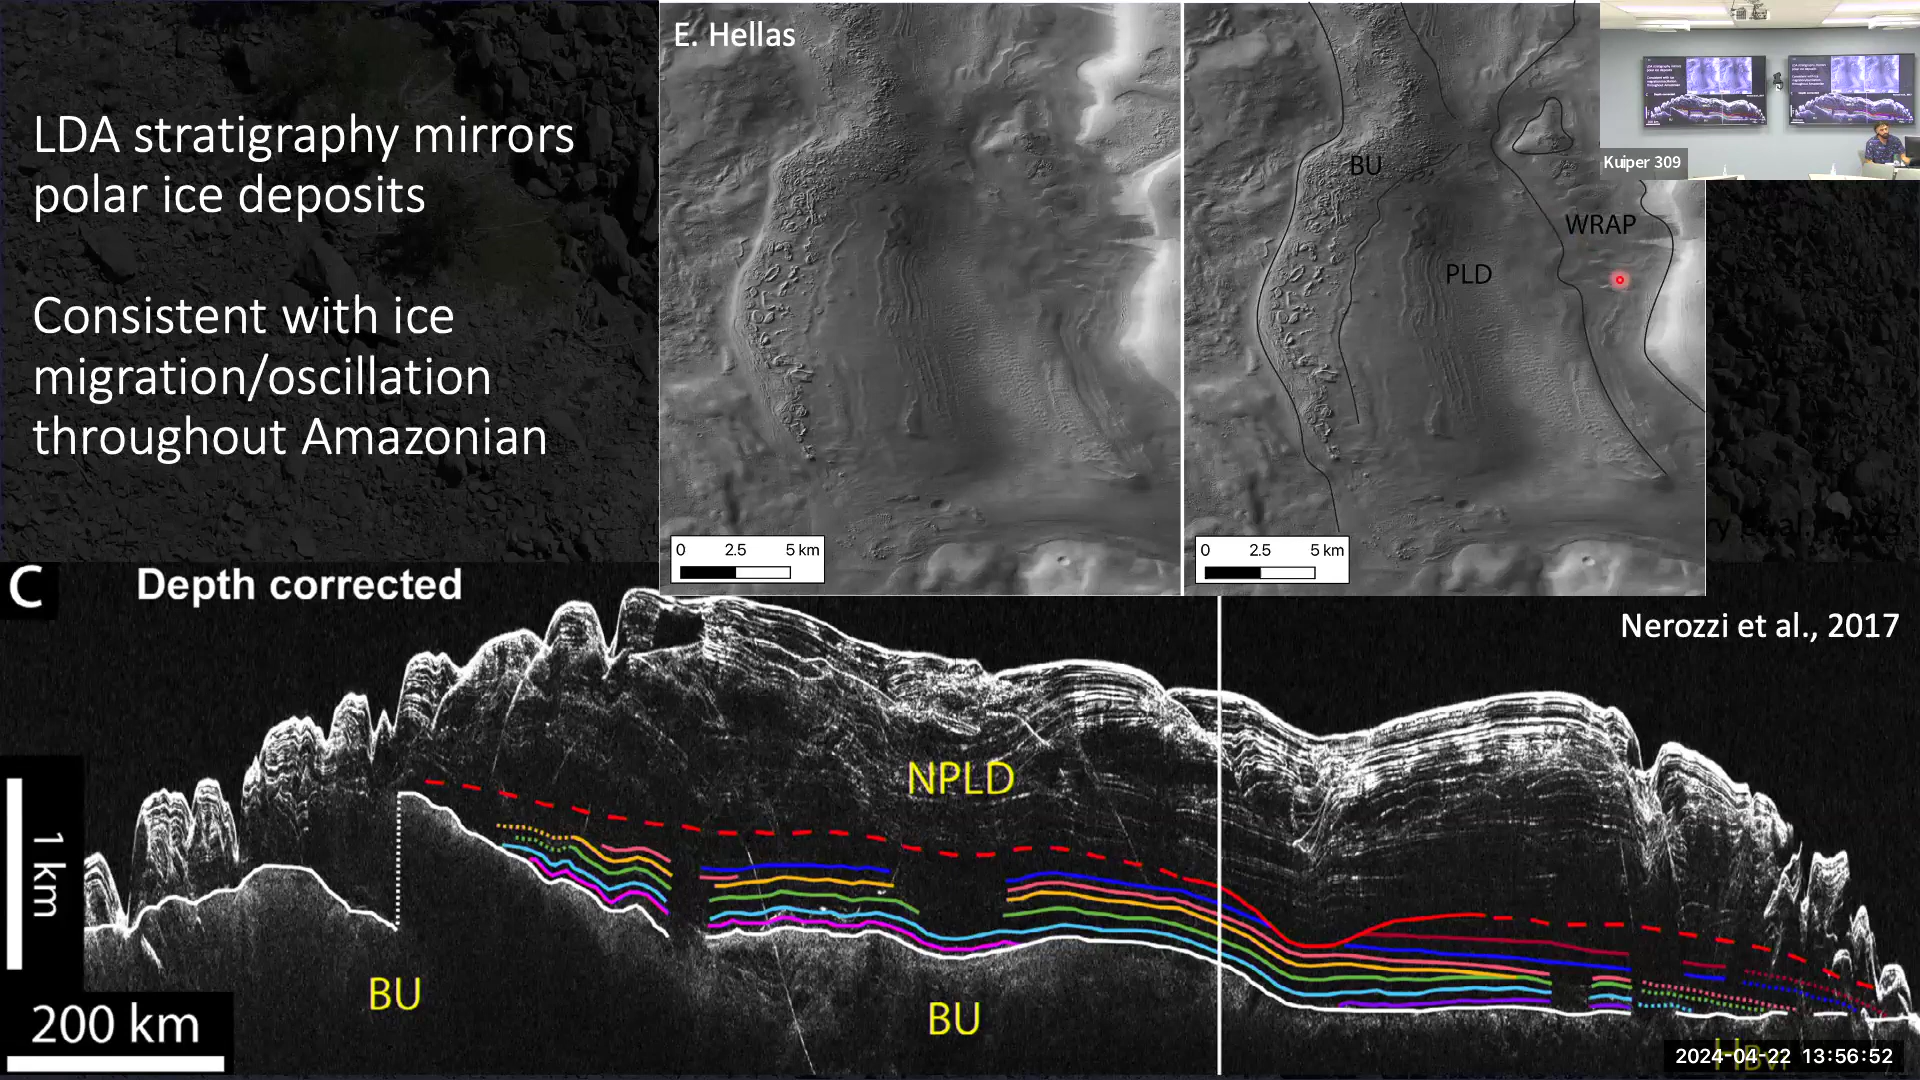 LDA stratigraphy mirrors
polar ice deposits
Consistent with ice
migration/oscillation
throughout Amazonian
E. Hellas
0 2.5 5 km
BU
PLD
WRAP
0 2.5 5 km
Kuiper 309
C
Depth corrected
Nerozzi et al., 2017
NPLD
BU
BU
1 km
200 km
2024-04-22 13:56:52